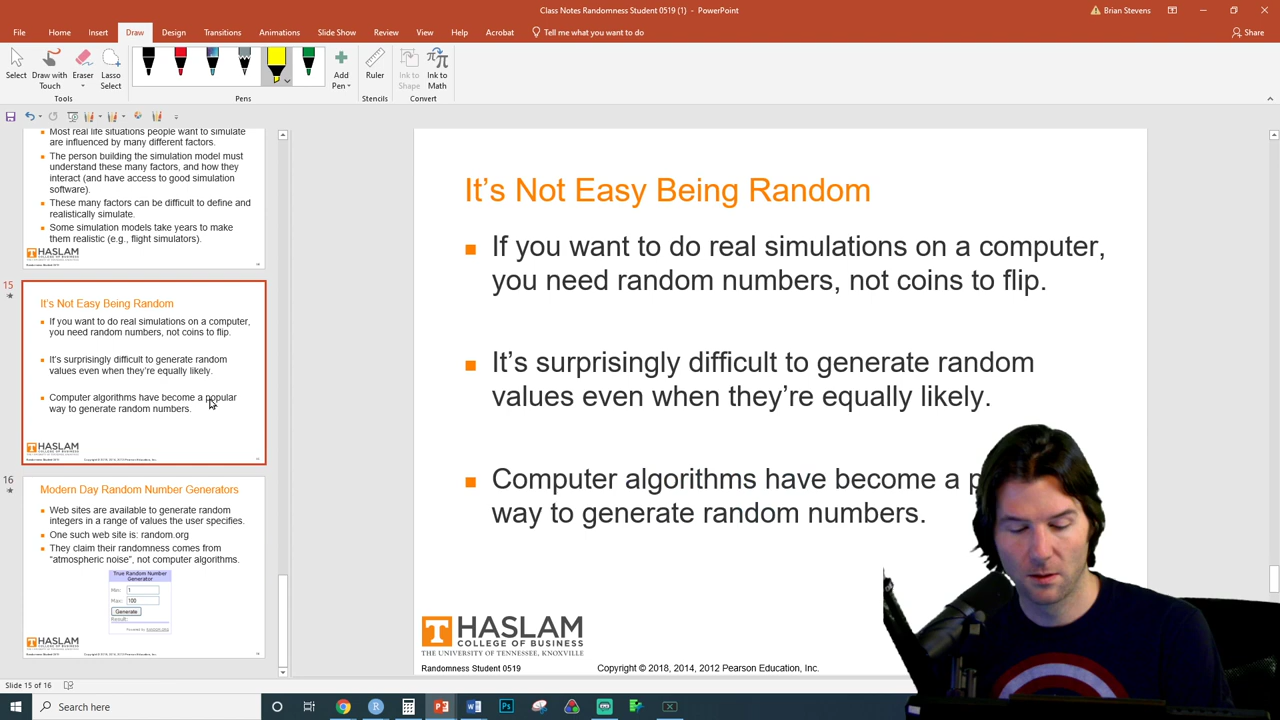 Class Notes Randomness Student 0519 (1) - PowerPoint
Brian Stevens
File Home Insert Draw Design Transitions Animations Slide Show Review View Help Acrobat Tell me what you want to do
Share
Select Draw with Touch Eraser Lasso Select
Add Pen
Ruler
Ink to Shape Ink to Math
Tools Pens Stencils Convert
Most real life situations people want to simulate
are influenced by many different factors.
The person building the simulation model must
understand these many factors, and how they
interact (and have access to good simulation
software).
These many factors can be difficult to define and
realistically simulate.
Some simulation models take years to make
them realistic (e.g., flight simulators).
HASLAM
15
It's Not Easy Being Random
If you want to do real simulations on a computer,
you need random numbers, not coins to flip.
It's surprisingly difficult to generate random
values even when they're equally likely.
Computer algorithms have become a popular
way to generate random numbers.
HASLAM
16
Modern Day Random Number Generators
Web sites are available to generate random
integers in a range of values the user specifies.
One such web site is: random.org
They claim their randomness comes from
"atmospheric noise", not computer algorithms.
True Random Number
Generator
Min: 1
Max: 100
Generate
Result:
Powered by RANDOM.ORG
HASLAM
It's Not Easy Being Random
If you want to do real simulations on a computer,
you need random numbers, not coins to flip.
It's surprisingly difficult to generate random
values even when they're equally likely.
Computer algorithms have become a p
way to generate random numbers.
T HASLAM
COLLEGE OF BUSINESS
THE UNIVERSITY OF TENNESSEE, KNOXVILLE
Randomness Student 0519
Copyright © 2018, 2014, 2012 Pearson Education, Inc.
Slide 15 of 16
Search here